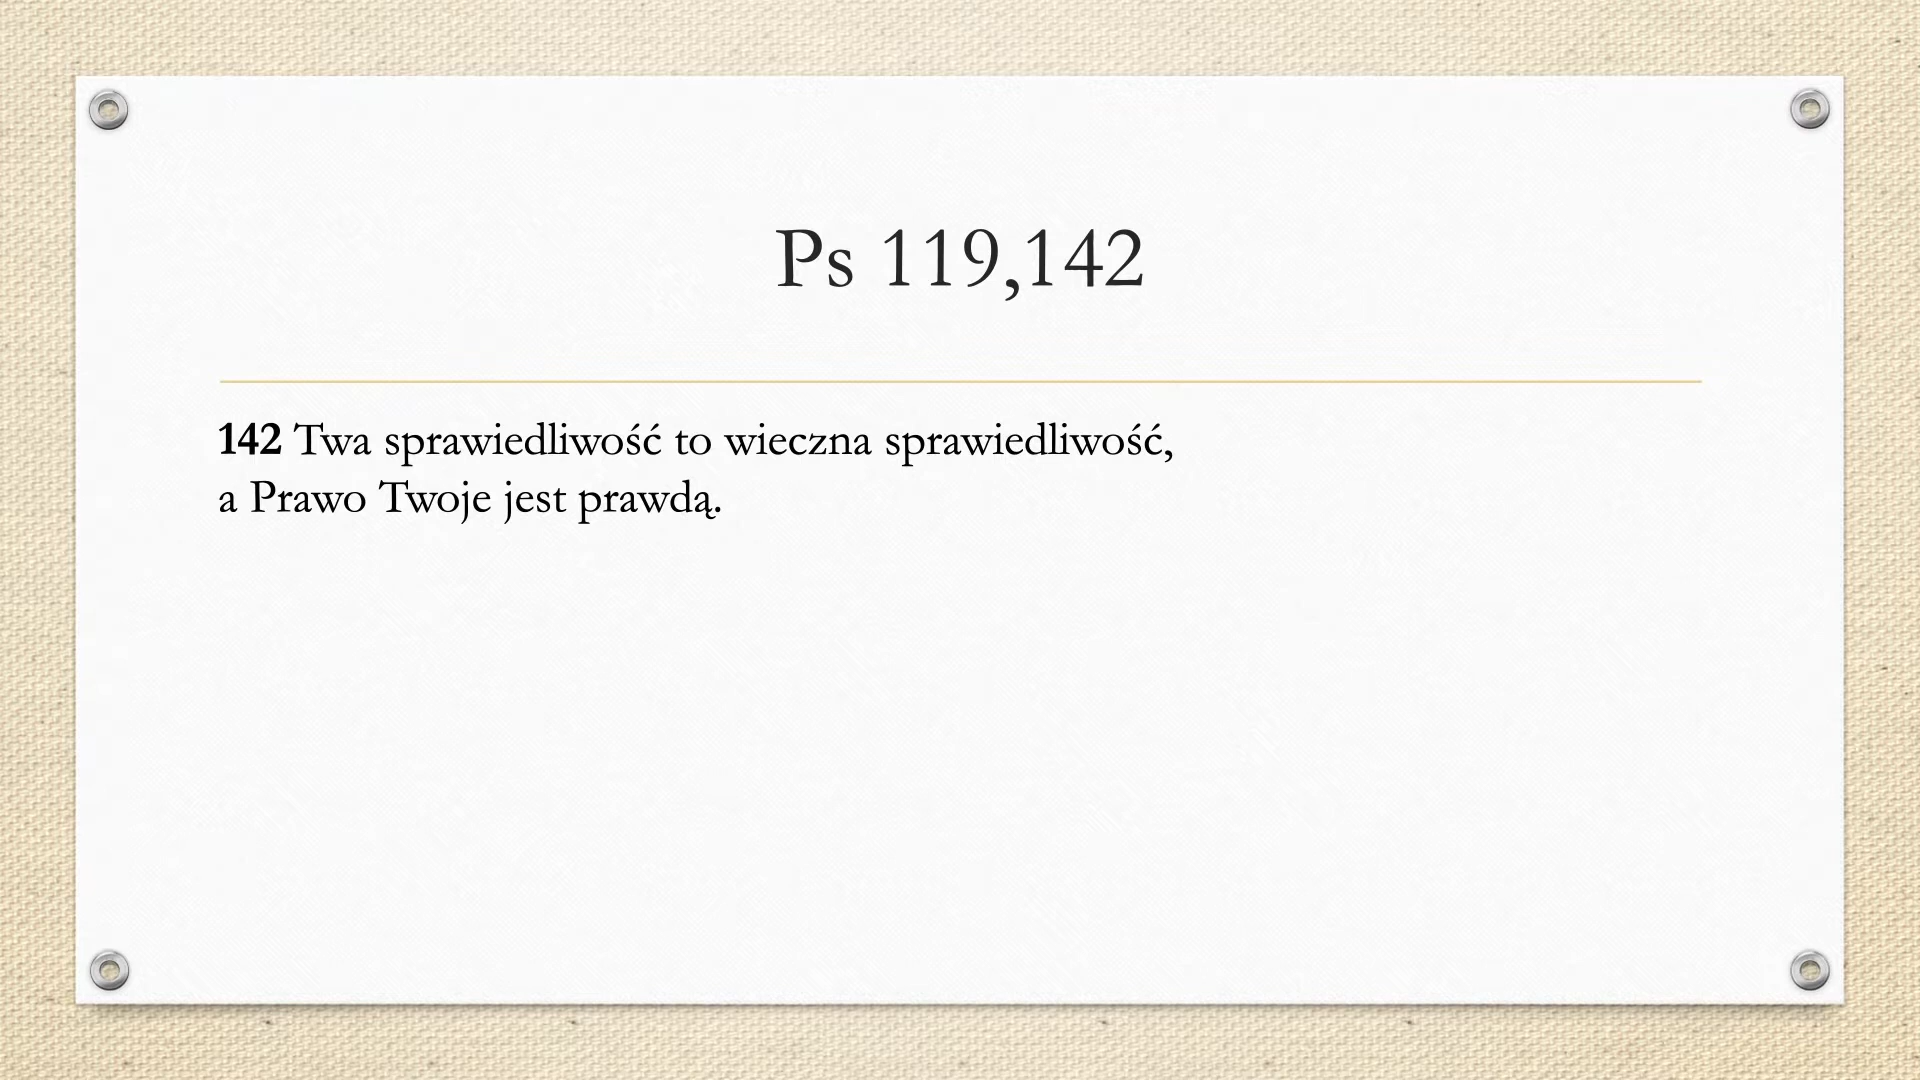 Ps 119,142
142 Twa sprawiedliwość to wieczna sprawiedliwość,
a Prawo Twoje jest prawdą.